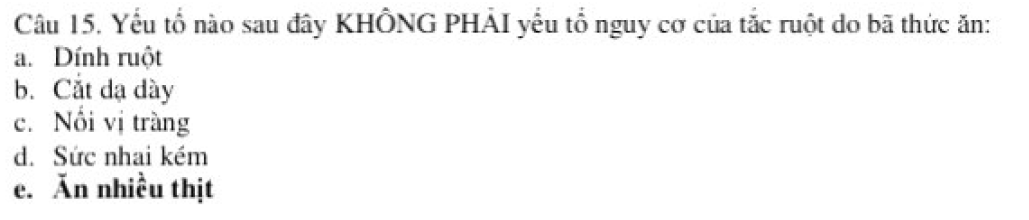 Câu 15. Yếu tố nào sau đây KHÔNG PHẢI yếu tố nguy cơ của tắc ruột do bã thức ăn:
a. Dính ruột
b. Cắt dạ dày
c. Nối vị tràng
d. Sức nhai kém
e. Ăn nhiều thịt